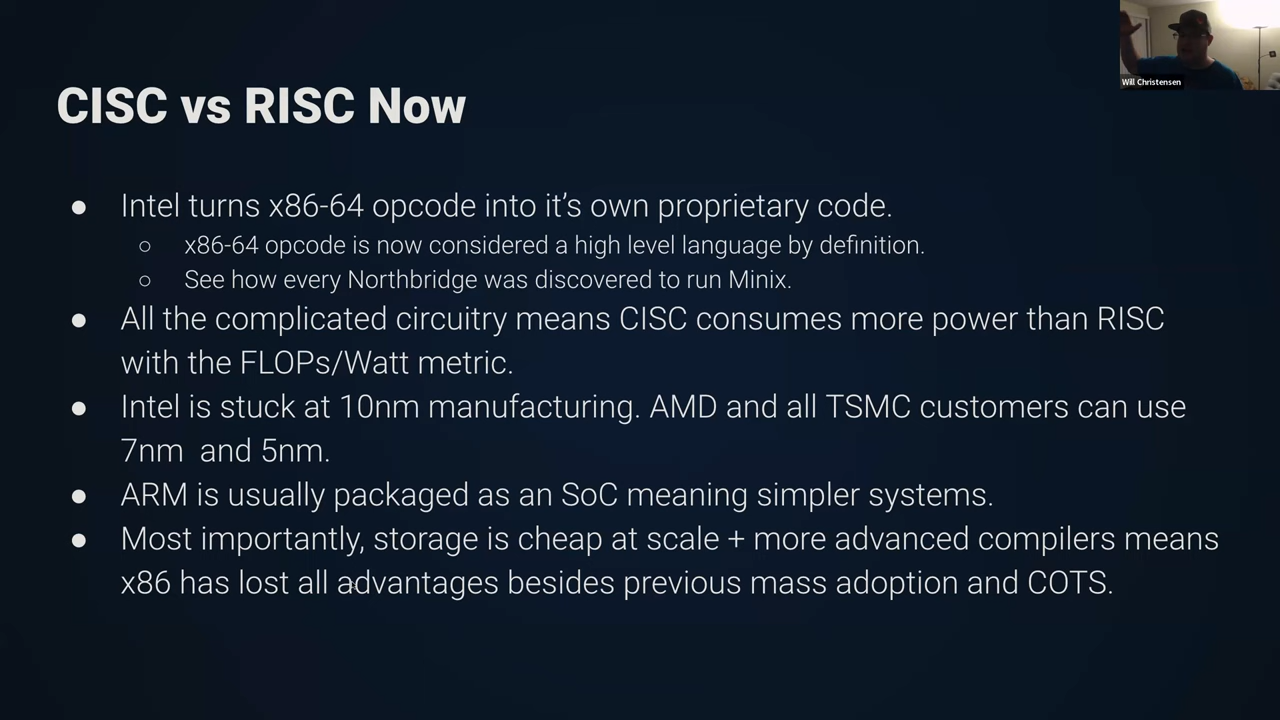 Will Christensen
CISC vs RISC Now
● Intel turns x86-64 opcode into it's own proprietary code.
○ x86-64 opcode is now considered a high level language by definition.
○ See how every Northbridge was discovered to run Minix.
● All the complicated circuitry means CISC consumes more power than RISC
with the FLOPs/Watt metric.
● Intel is stuck at 10nm manufacturing. AMD and all TSMC customers can use
7nm and 5nm.
● ARM is usually packaged as an SoC meaning simpler systems.
● Most importantly, storage is cheap at scale + more advanced compilers means
x86 has lost all advantages besides previous mass adoption and COTS.